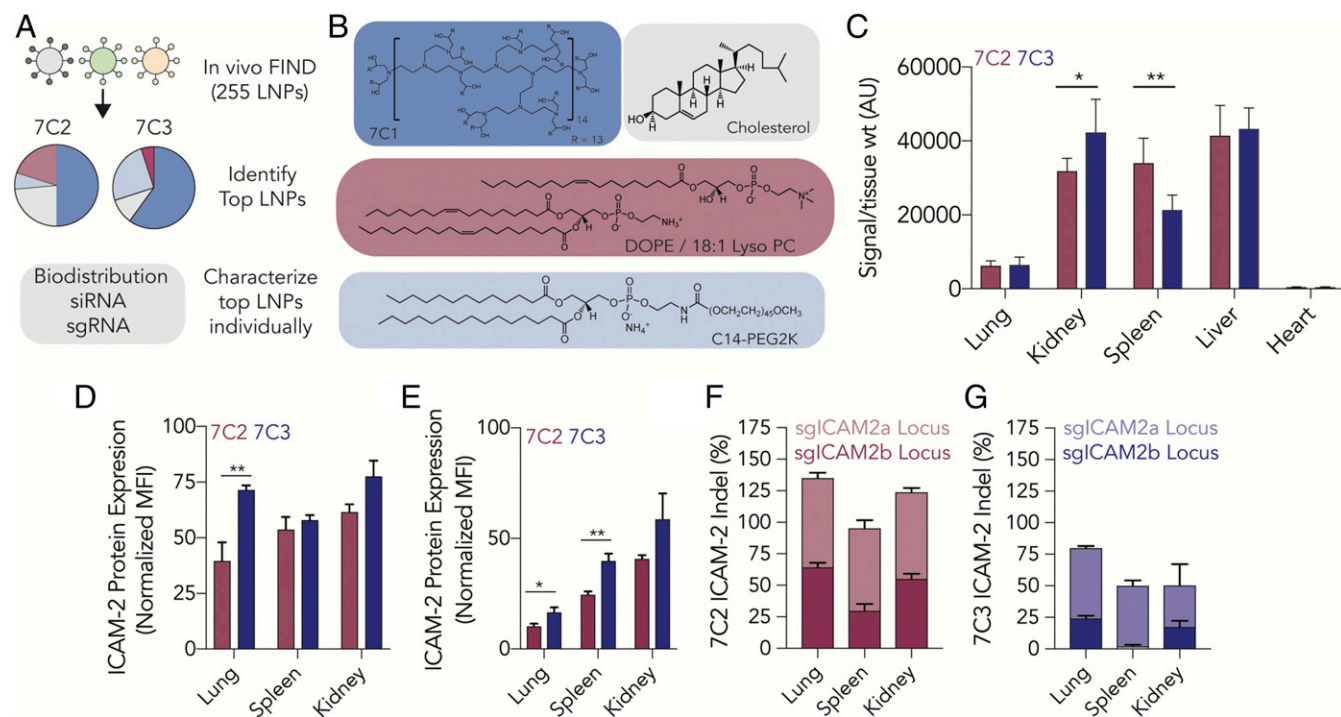 A
In vivo FIND
(255 LNPs)
7C2
7C3
Identify
Top LNPs
Biodistribution
siRNA
sgRNA
Characterize
top LNPs
individually
B
7C1
14
R = 13
HO
H
H
H
Cholesterol
DOPE / 18:1 Lyso PC
(OCH₂CH₂)₄₅OCH₃
NH₄⁺
C14-PEG2K
C
7C2 7C3
Signal/tissue wt (AU)
60000
40000
20000
0
*
**
Lung
Kidney
Spleen
Liver
Heart
D
7C2 7C3
ICAM-2 Protein Expression
(Normalized MFI)
100
75
50
25
0
**
Lung
Spleen
Kidney
E
7C2 7C3
ICAM-2 Protein Expression
(Normalized MFI)
100
50
0
*
**
Lung
Spleen
Kidney
F
sgICAM2a Locus
sgICAM2b Locus
7C2 ICAM-2 Indel (%)
175
150
125
100
75
50
25
0
Lung
Spleen
Kidney
G
sgICAM2a Locus
sgICAM2b Locus
7C3 ICAM-2 Indel (%)
175
150
125
100
75
50
25
0
Lung
Spleen
Kidney